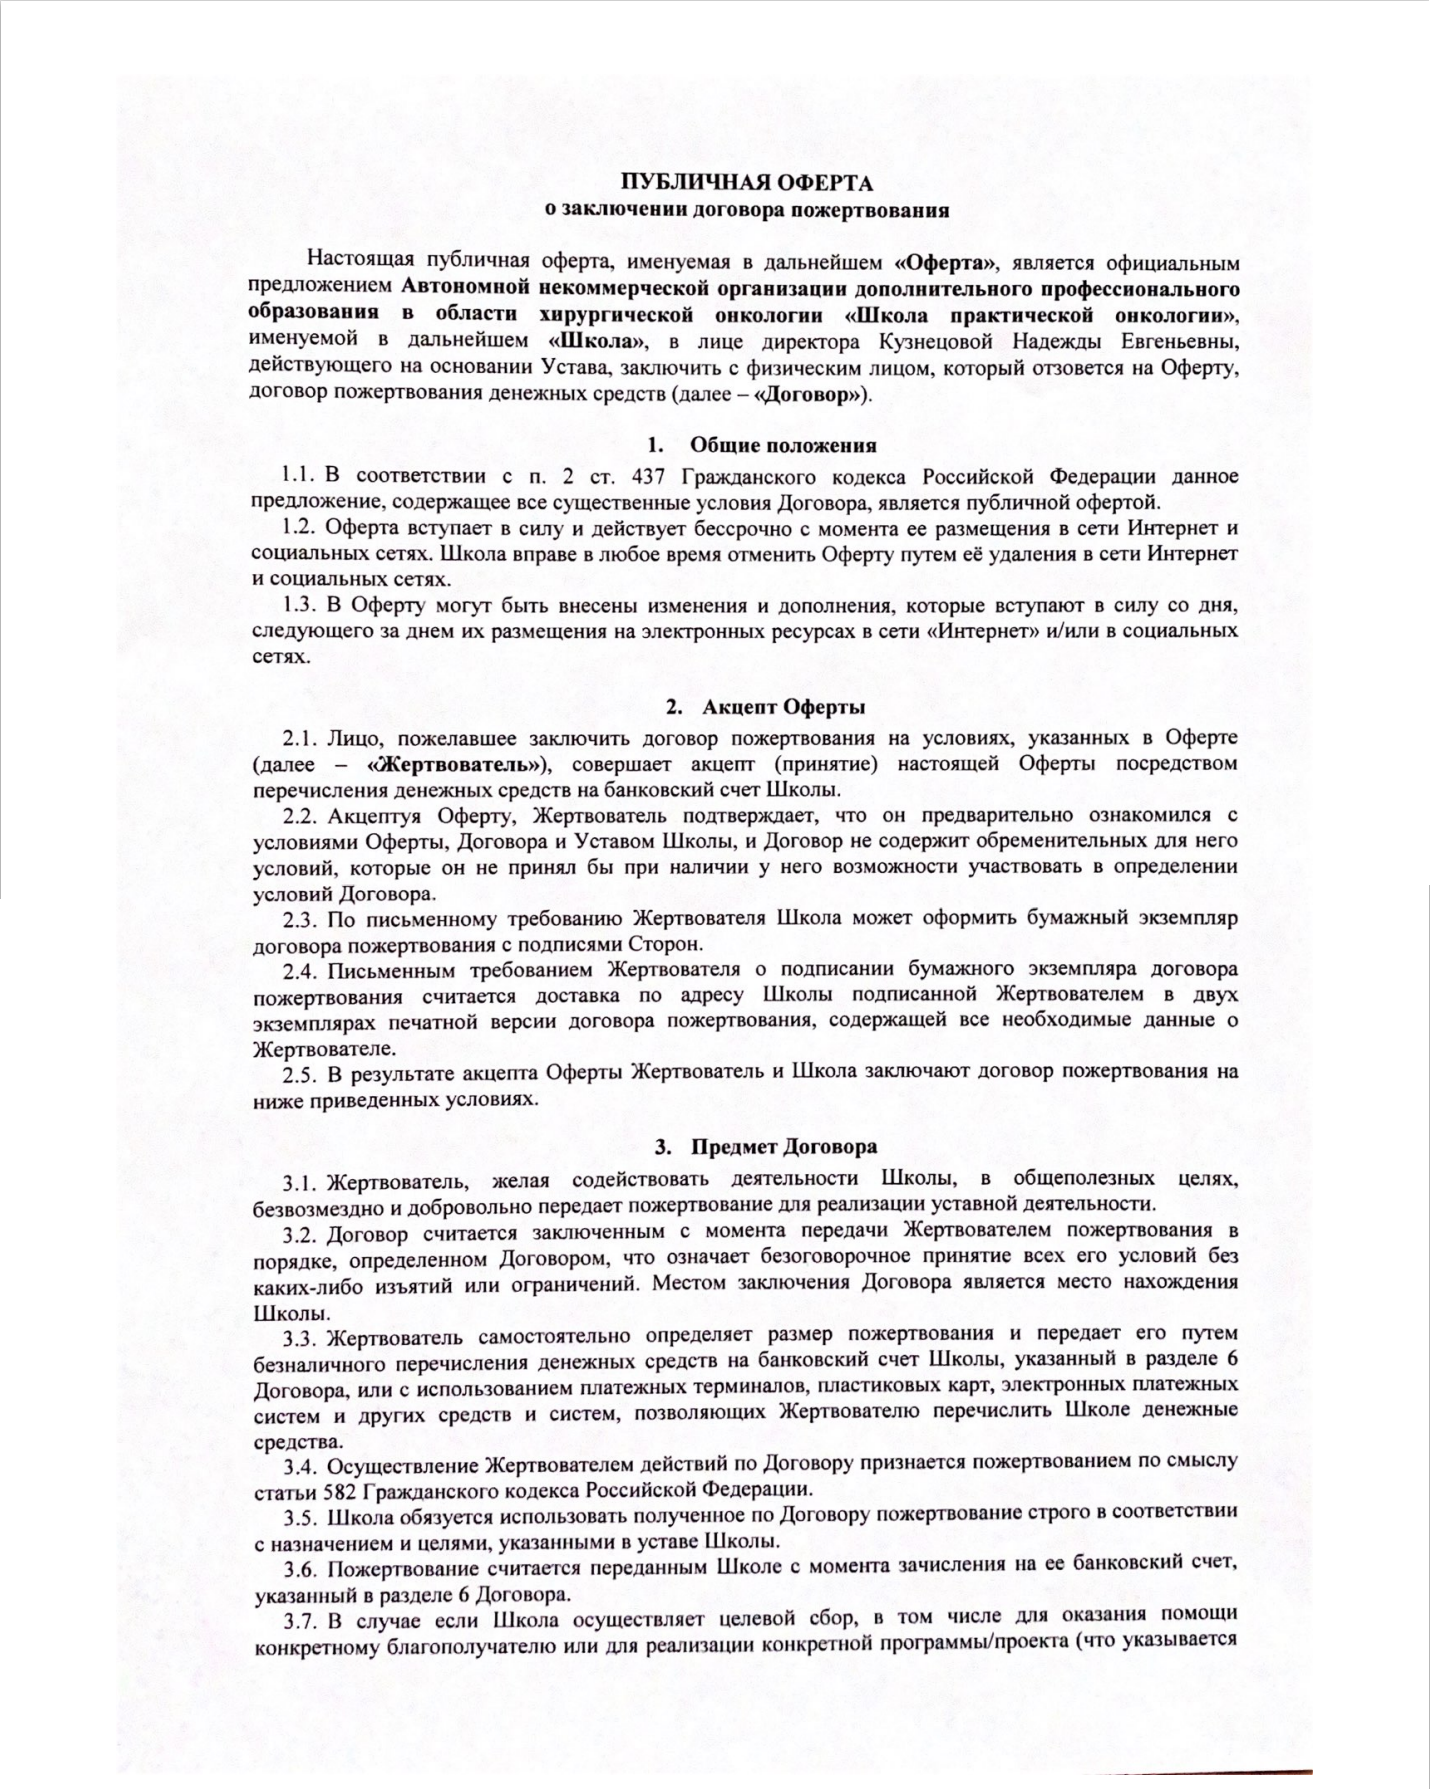 ПУБЛИЧНАЯ ОФЕРТА
о заключении договора пожертвования
Настоящая публичная оферта, именуемая в дальнейшем «Оферта», является официальным
предложением Автономной некоммерческой организации дополнительного профессионального
образования в области хирургической онкологии «Школа практической онкологии»,
именуемой в дальнейшем «Школа», в лице директора Кузнецовой Надежды Евгеньевны,
действующего на основании Устава, заключить с физическим лицом, который отзовется на Оферту,
договор пожертвования денежных средств (далее – «Договор»).
1. Общие положения
1.1. В соответствии с п. 2 ст. 437 Гражданского кодекса Российской Федерации данное
предложение, содержащее все существенные условия Договора, является публичной офертой.
1.2. Оферта вступает в силу и действует бессрочно с момента ее размещения в сети Интернет и
социальных сетях. Школа вправе в любое время отменить Оферту путем её удаления в сети Интернет
и социальных сетях.
1.3. В Оферту могут быть внесены изменения и дополнения, которые вступают в силу со дня,
следующего за днем их размещения на электронных ресурсах в сети «Интернет» и/или в социальных
сетях.
2. Акцепт Оферты
2.1. Лицо, пожелавшее заключить договор пожертвования на условиях, указанных в Оферте
(далее – «Жертвователь»), совершает акцепт (принятие) настоящей Оферты посредством
перечисления денежных средств на банковский счет Школы.
2.2. Акцептуя Оферту, Жертвователь подтверждает, что он предварительно ознакомился с
условиями Оферты, Договора и Уставом Школы, и Договор не содержит обременительных для него
условий, которые он не принял бы при наличии у него возможности участвовать в определении
условий Договора.
2.3. По письменному требованию Жертвователя Школа может оформить бумажный экземпляр
договора пожертвования с подписями Сторон.
2.4. Письменным требованием Жертвователя о подписании бумажного экземпляра договора
пожертвования считается доставка по адресу Школы подписанной Жертвователем в двух
экземплярах печатной версии договора пожертвования, содержащей все необходимые данные о
Жертвователе.
2.5. В результате акцепта Оферты Жертвователь и Школа заключают договор пожертвования на
ниже приведенных условиях.
3. Предмет Договора
3.1. Жертвователь, желая содействовать деятельности Школы, в общеполезных целях,
безвозмездно и добровольно передает пожертвование для реализации уставной деятельности.
3.2. Договор считается заключенным с момента передачи Жертвователем пожертвования в
порядке, определенном Договором, что означает безоговорочное принятие всех его условий без
каких-либо изъятий или ограничений. Местом заключения Договора является место нахождения
Школы.
3.3. Жертвователь самостоятельно определяет размер пожертвования и передает его путем
безналичного перечисления денежных средств на банковский счет Школы, указанный в разделе 6
Договора, или с использованием платежных терминалов, пластиковых карт, электронных платежных
систем и других средств и систем, позволяющих Жертвователю перечислить Школе денежные
средства.
3.4. Осуществление Жертвователем действий по Договору признается пожертвованием по смыслу
статьи 582 Гражданского кодекса Российской Федерации.
3.5. Школа обязуется использовать полученное по Договору пожертвование строго в соответствии
с назначением и целями, указанными в уставе Школы.
3.6. Пожертвование считается переданным Школе с момента зачисления на ее банковский счет,
указанный в разделе 6 Договора.
3.7. В случае если Школа осуществляет целевой сбор, в том числе для оказания помощи
конкретному благополучателю или для реализации конкретной программы/проекта (что указывается